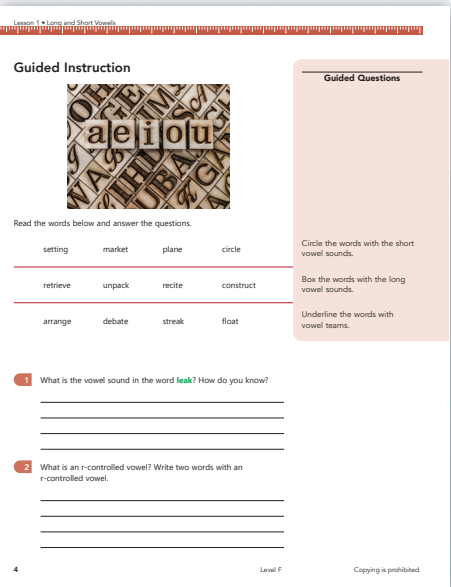 Lesson 1 • Long and Short Vowels
Guided Instruction
a e i o u
Read the words below and answer the questions.
setting market plane circle
retrieve unpack recite construct
arrange debate streak float
Guided Questions
Circle the words with the short
vowel sounds.
Box the words with the long
vowel sounds.
Underline the words with
vowel teams.
1 What is the vowel sound in the word leak? How do you know?
2 What is an r-controlled vowel? Write two words with an
r-controlled vowel.
4 Level F Copying is prohibited.